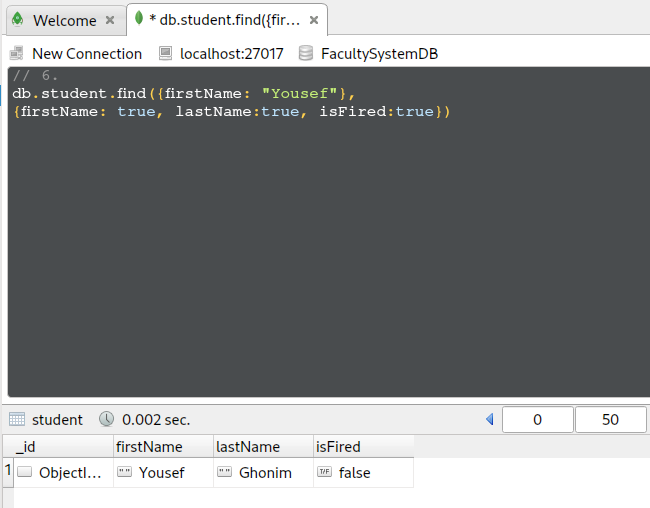 Welcome
* db.student.find({fir...
New Connection localhost:27017 FacultySystemDB
// 6.
db.student.find({firstName: "Yousef"},
{firstName: true, lastName:true, isFired:true})
student 0.002 sec. 0 50
_id firstName lastName isFired
1 ObjectI... "" Yousef "" Ghonim T/F false